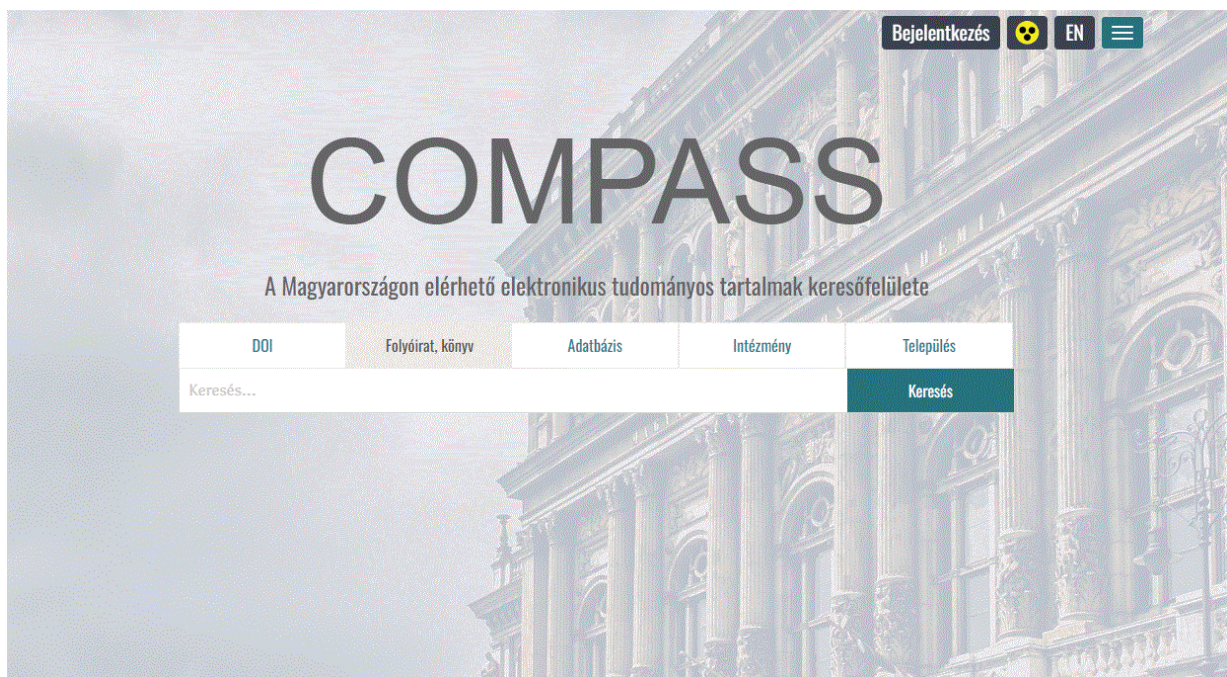 Bejelentkezés EN
COMPASS
A Magyarországon elérhető elektronikus tudományos tartalmak keresőfelülete
DOI Folyóirat, könyv Adatbázis Intézmény Település
Keresés... Keresés